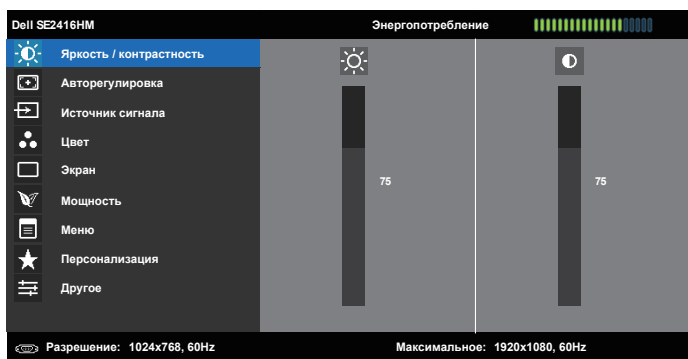 Dell SE2416HM Энергопотребление
Яркость / контрастность
Авторегулировка
Источник сигнала
Цвет
Экран
Мощность
Меню
Персонализация
Другое
75 75
Разрешение: 1024x768, 60Hz Максимальное: 1920x1080, 60Hz